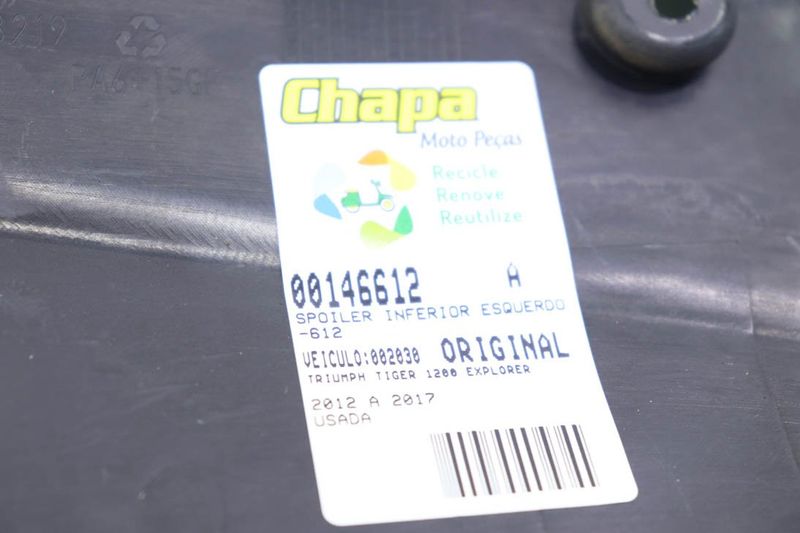 3219
Chapa
Moto Peças
Recicle
Renove
Reutilize
00146612 A
SPOILER INFERIOR ESQUERDO
-612
VEICULO:002030 ORIGINAL
TRIUMPH TIGER 1200 EXPLORER
2012 A 2017
USADA